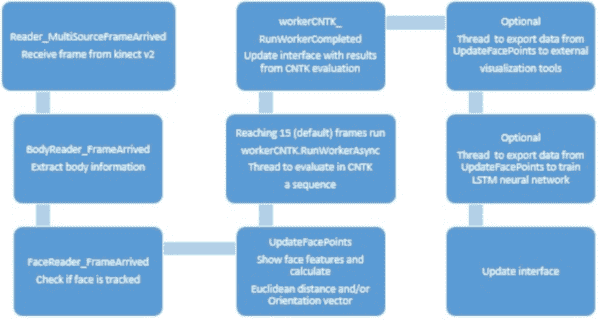 Reader_MultiSourceFrameArrived
Receive frame from kinect v2
BodyReader_FrameArrived
Extract body information
FaceReader_FrameArrived
Check if face is tracked
UpdateFacePoints
Show face features and
calculate
Euclidean distance and/or
Orientation vector
Reaching 15 (default) frames run
workerCNTK.RunWorkerAsync
Thread to evaluate in CNTK
a sequence
workerCNTK_
RunWorkerCompleted
Update interface with results
from CNTK evaluation
Optional
Thread to export data from
UpdateFacePoints to external
visualization tools
Optional
Thread to export data from
UpdateFacePoints to train
LSTM neural network
Update interface